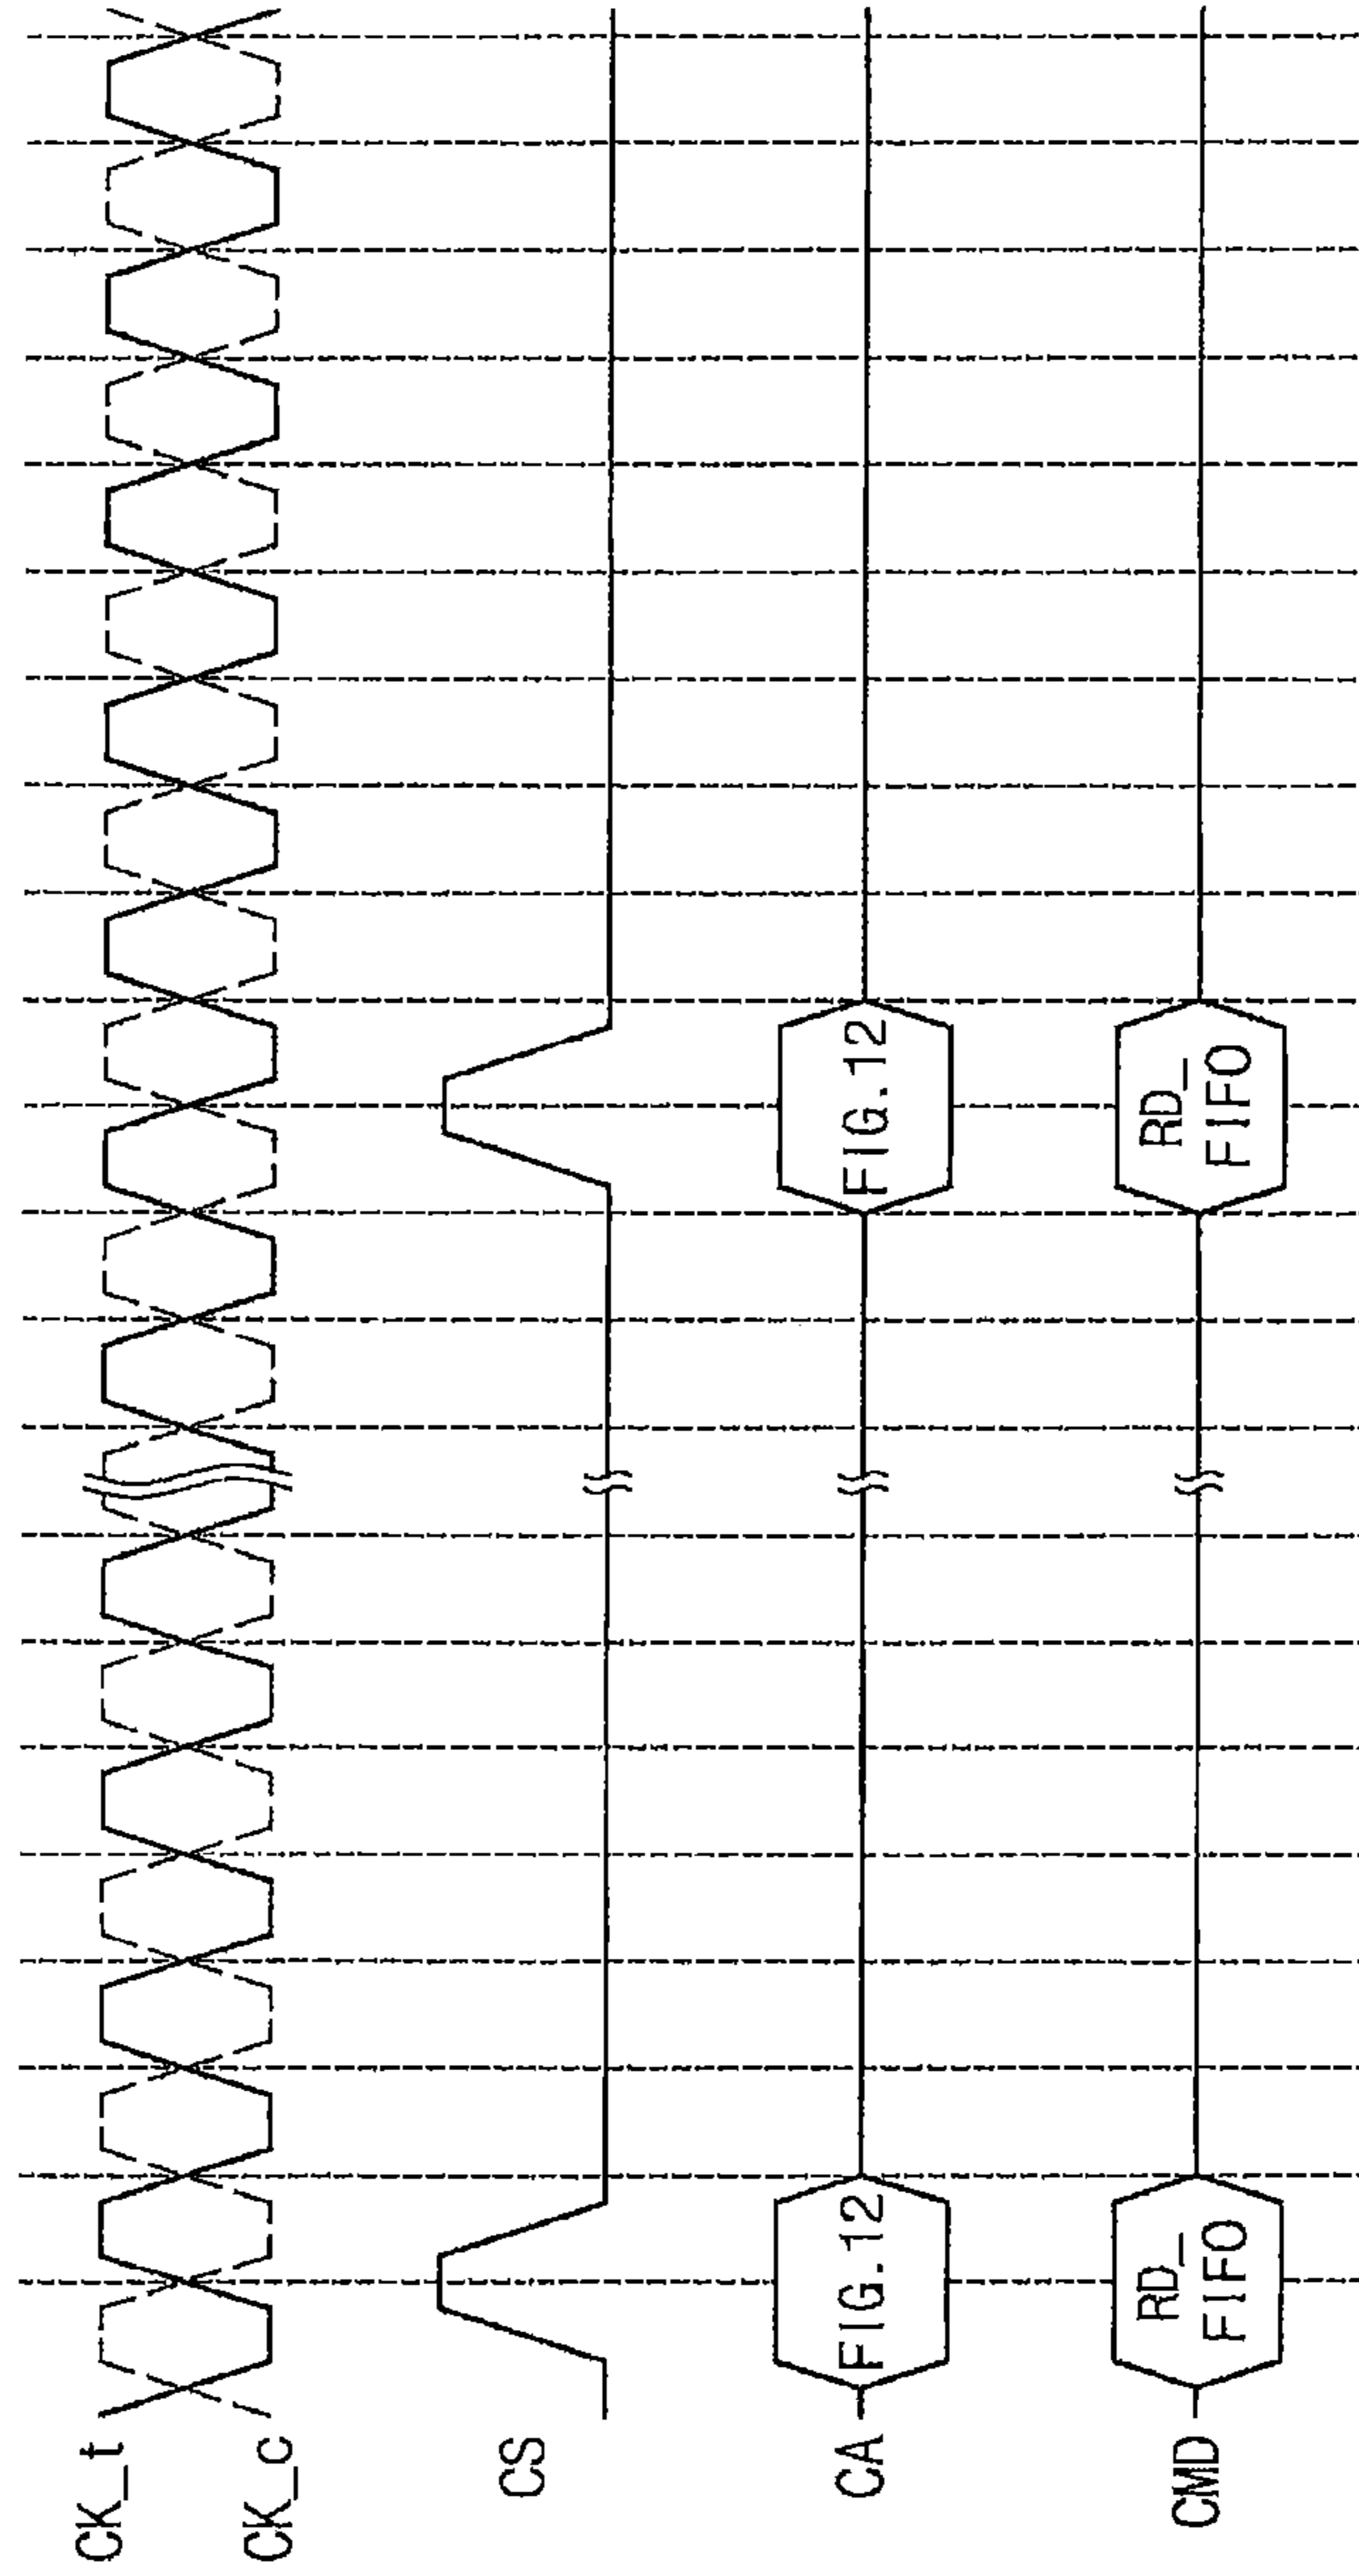 CK_t
CK_c
CS
CA
FIG.12
FIG.12
CMD
RD_
FIFO
RD_
FIFO